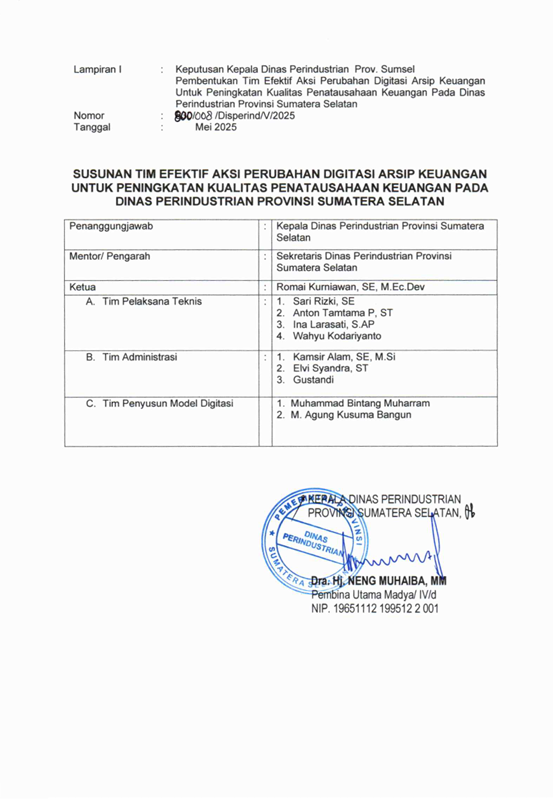 Lampiran I : Keputusan Kepala Dinas Perindustrian Prov. Sumsel
Pembentukan Tim Efektif Aksi Perubahan Digitasi Arsip Keuangan
Untuk Peningkatan Kualitas Penatausahaan Keuangan Pada Dinas
Perindustrian Provinsi Sumatera Selatan
Nomor : 800/008/Disperind/V/2025
Tanggal : Mei 2025
SUSUNAN TIM EFEKTIF AKSI PERUBAHAN DIGITASI ARSIP KEUANGAN
UNTUK PENINGKATAN KUALITAS PENATAUSAHAAN KEUANGAN PADA
DINAS PERINDUSTRIAN PROVINSI SUMATERA SELATAN
Penanggungjawab : Kepala Dinas Perindustrian Provinsi Sumatera
Selatan
Mentor/ Pengarah : Sekretaris Dinas Perindustrian Provinsi
Sumatera Selatan
Ketua : Romai Kurniawan, SE, M.Ec.Dev
A. Tim Pelaksana Teknis : 1. Sari Rizki, SE
2. Anton Tamtama P, ST
3. Ina Larasati, S.AP
4. Wahyu Kodariyanto
B. Tim Administrasi : 1. Kamsir Alam, SE, M.Si
2. Elvi Syandra, ST
3. Gustandi
C. Tim Penyusun Model Digitasi 1. Muhammad Bintang Muharram
2. M. Agung Kusuma Bangun
KEPALA DINAS PERINDUSTRIAN
PROVINSI SUMATERA SELATAN,
PEMERINTAH PROVINSI
DINAS
PERINDUSTRIAN
SUMATERA SELATAN
Dra. Hj. NENG MUHAIBA, MM
Pembina Utama Madya/ IV/d
NIP. 19651112 199512 2 001